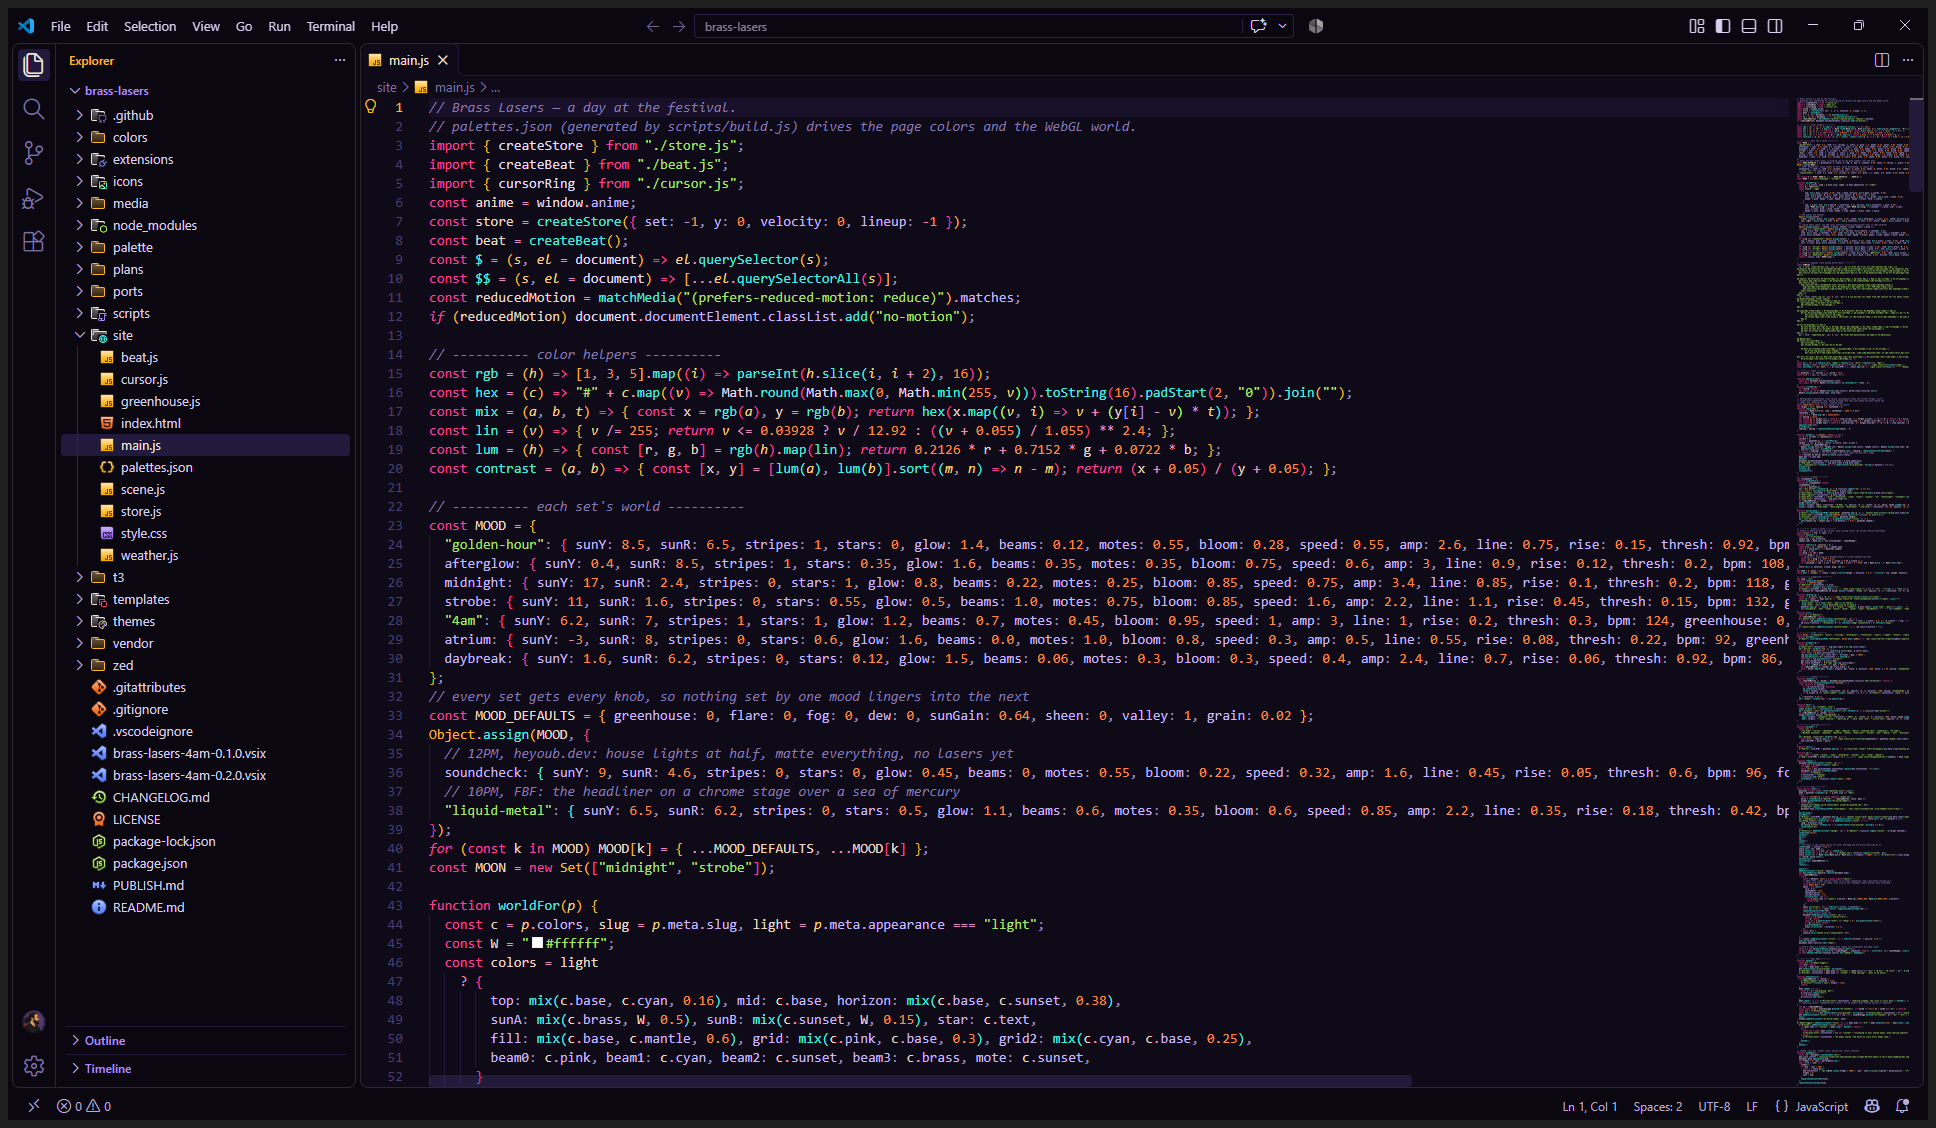 File Edit Selection View Go Run Terminal Help
brass-lasers
Explorer
brass-lasers
.github
colors
extensions
icons
media
node_modules
palette
plans
ports
scripts
site
beat.js
cursor.js
greenhouse.js
index.html
main.js
palettes.json
scene.js
store.js
style.css
weather.js
t3
templates
themes
vendor
zed
.gitattributes
.gitignore
.vscodeignore
brass-lasers-4am-0.1.0.vsix
brass-lasers-4am-0.2.0.vsix
CHANGELOG.md
LICENSE
package-lock.json
package.json
PUBLISH.md
README.md
Outline
Timeline
main.js
site > main.js > ...
1 // Brass Lasers — a day at the festival.
2 // palettes.json (generated by scripts/build.js) drives the page colors and the WebGL world.
3 import { createStore } from "./store.js";
4 import { createBeat } from "./beat.js";
5 import { cursorRing } from "./cursor.js";
6 const anime = window.anime;
7 const store = createStore({ set: -1, y: 0, velocity: 0, lineup: -1 });
8 const beat = createBeat();
9 const $ = (s, el = document) => el.querySelector(s);
10 const $$ = (s, el = document) => [...el.querySelectorAll(s)];
11 const reducedMotion = matchMedia("(prefers-reduced-motion: reduce)").matches;
12 if (reducedMotion) document.documentElement.classList.add("no-motion");
13
14 // ---------- color helpers ----------
15 const rgb = (h) => [1, 3, 5].map((i) => parseInt(h.slice(i, i + 2), 16));
16 const hex = (c) => "#" + c.map((v) => Math.round(Math.max(0, Math.min(255, v))).toString(16).padStart(2, "0")).join("");
17 const mix = (a, b, t) => { const x = rgb(a), y = rgb(b); return hex(x.map((v, i) => v + (y[i] - v) * t)); };
18 const lin = (v) => { v /= 255; return v <= 0.03928 ? v / 12.92 : ((v + 0.055) / 1.055) ** 2.4; };
19 const lum = (h) => { const [r, g, b] = rgb(h).map(lin); return 0.2126 * r + 0.7152 * g + 0.0722 * b; };
20 const contrast = (a, b) => { const [x, y] = [lum(a), lum(b)].sort((m, n) => n - m); return (x + 0.05) / (y + 0.05); };
21
22 // ---------- each set's world ----------
23 const MOOD = {
24 "golden-hour": { sunY: 8.5, sunR: 6.5, stripes: 1, stars: 0, glow: 1.4, beams: 0.12, motes: 0.55, bloom: 0.28, speed: 0.55, amp: 2.6, line: 0.75, rise: 0.15, thresh: 0.92, bpm
25 afterglow: { sunY: 0.4, sunR: 8.5, stripes: 1, stars: 0.35, glow: 1.6, beams: 0.35, motes: 0.35, bloom: 0.75, speed: 0.6, amp: 3, line: 0.9, rise: 0.12, thresh: 0.2, bpm: 108,
26 midnight: { sunY: 17, sunR: 2.4, stripes: 0, stars: 1, glow: 0.8, beams: 0.22, motes: 0.25, bloom: 0.85, speed: 0.75, amp: 3.4, line: 0.85, rise: 0.1, thresh: 0.2, bpm: 118, g
27 strobe: { sunY: 11, sunR: 1.6, stripes: 0, stars: 0.55, glow: 0.5, beams: 1.0, motes: 0.75, bloom: 0.85, speed: 1.6, amp: 2.2, line: 1.1, rise: 0.45, thresh: 0.15, bpm: 132, g
28 "4am": { sunY: 6.2, sunR: 7, stripes: 1, stars: 1, glow: 1.2, beams: 0.7, motes: 0.45, bloom: 0.95, speed: 1, amp: 3, line: 1, rise: 0.2, thresh: 0.3, bpm: 124, greenhouse: 0,
29 atrium: { sunY: -3, sunR: 8, stripes: 0, stars: 0.6, glow: 1.6, beams: 0.0, motes: 1.0, bloom: 0.8, speed: 0.3, amp: 0.5, line: 0.55, rise: 0.08, thresh: 0.22, bpm: 92, greenh
30 daybreak: { sunY: 1.6, sunR: 6.2, stripes: 0, stars: 0.12, glow: 1.5, beams: 0.06, motes: 0.3, bloom: 0.3, speed: 0.4, amp: 2.4, line: 0.7, rise: 0.06, thresh: 0.92, bpm: 86,
31 };
32 // every set gets every knob, so nothing set by one mood lingers into the next
33 const MOOD_DEFAULTS = { greenhouse: 0, flare: 0, fog: 0, dew: 0, sunGain: 0.64, sheen: 0, valley: 1, grain: 0.02 };
34 Object.assign(MOOD, {
35 // 12PM, heyoub.dev: house lights at half, matte everything, no lasers yet
36 soundcheck: { sunY: 9, sunR: 4.6, stripes: 0, stars: 0, glow: 0.45, beams: 0, motes: 0.55, bloom: 0.22, speed: 0.32, amp: 1.6, line: 0.45, rise: 0.05, thresh: 0.6, bpm: 96, fo
37 // 10PM, FBF: the headliner on a chrome stage over a sea of mercury
38 "liquid-metal": { sunY: 6.5, sunR: 6.2, stripes: 0, stars: 0.5, glow: 1.1, beams: 0.6, motes: 0.35, bloom: 0.6, speed: 0.85, amp: 2.2, line: 0.35, rise: 0.18, thresh: 0.42, bp
39 });
40 for (const k in MOOD) MOOD[k] = { ...MOOD_DEFAULTS, ...MOOD[k] };
41 const MOON = new Set(["midnight", "strobe"]);
42
43 function worldFor(p) {
44 const c = p.colors, slug = p.meta.slug, light = p.meta.appearance === "light";
45 const W = "#ffffff";
46 const colors = light
47 ? {
48 top: mix(c.base, c.cyan, 0.16), mid: c.base, horizon: mix(c.base, c.sunset, 0.38),
49 sunA: mix(c.brass, W, 0.5), sunB: mix(c.sunset, W, 0.15), star: c.text,
50 fill: mix(c.base, c.mantle, 0.6), grid: mix(c.pink, c.base, 0.3), grid2: mix(c.cyan, c.base, 0.25),
51 beam0: c.pink, beam1: c.cyan, beam2: c.sunset, beam3: c.brass, mote: c.sunset,
52 }
0 0
Ln 1, Col 1 Spaces: 2 UTF-8 LF { } JavaScript